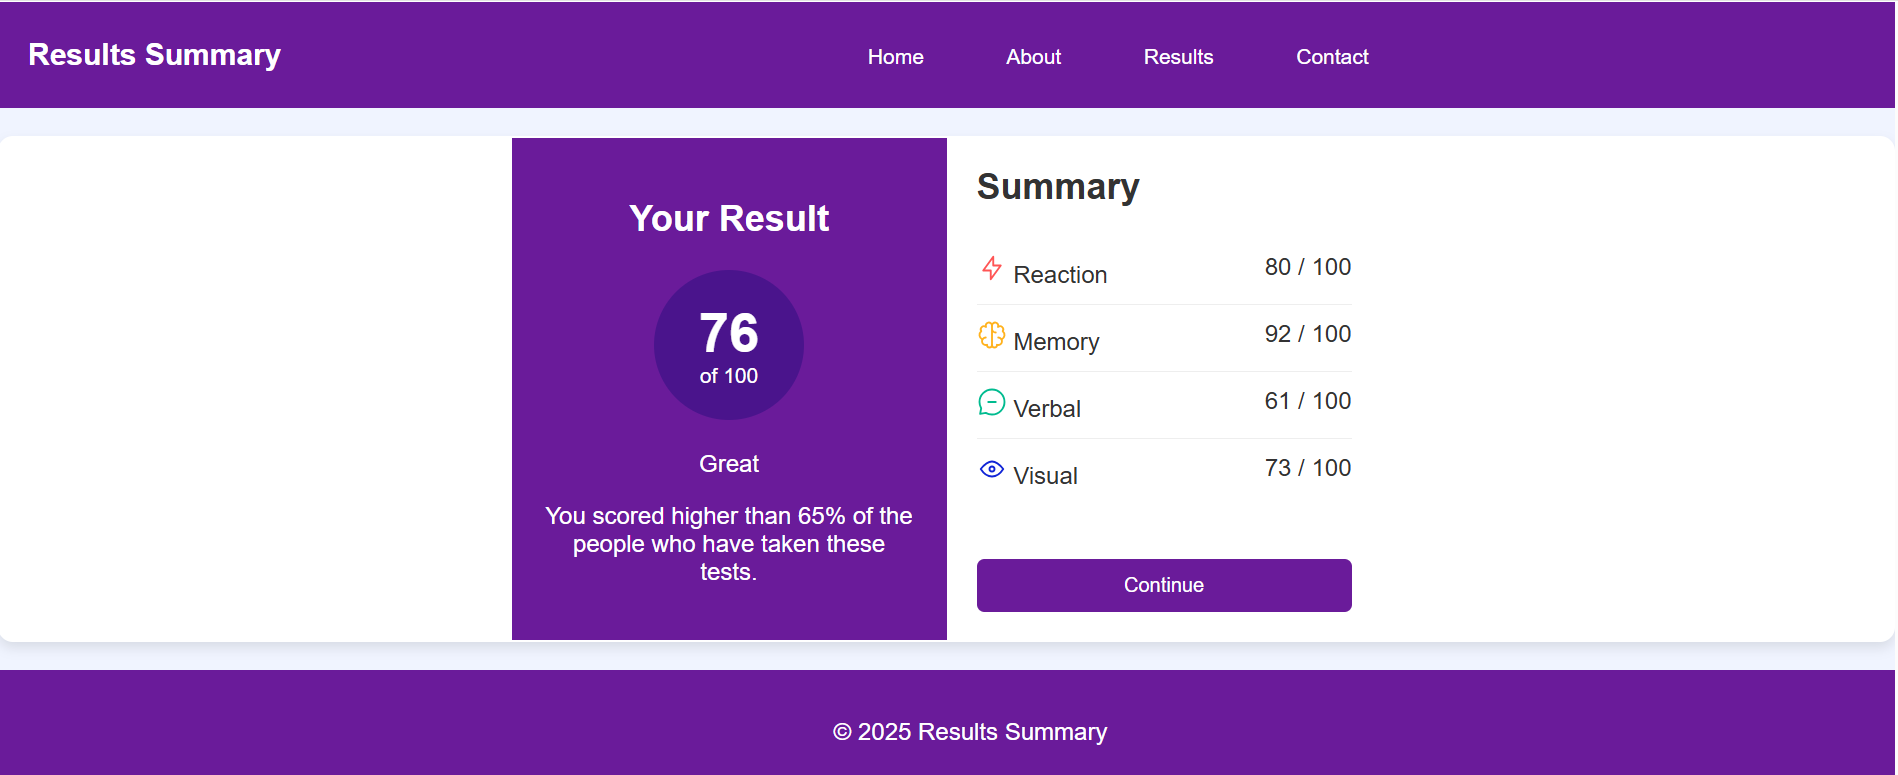 Results Summary
Home
About
Results
Contact
Your Result
76
of 100
Great
You scored higher than 65% of the
people who have taken these
tests.
Summary
Reaction 80 / 100
Memory 92 / 100
Verbal 61 / 100
Visual 73 / 100
Continue
© 2025 Results Summary